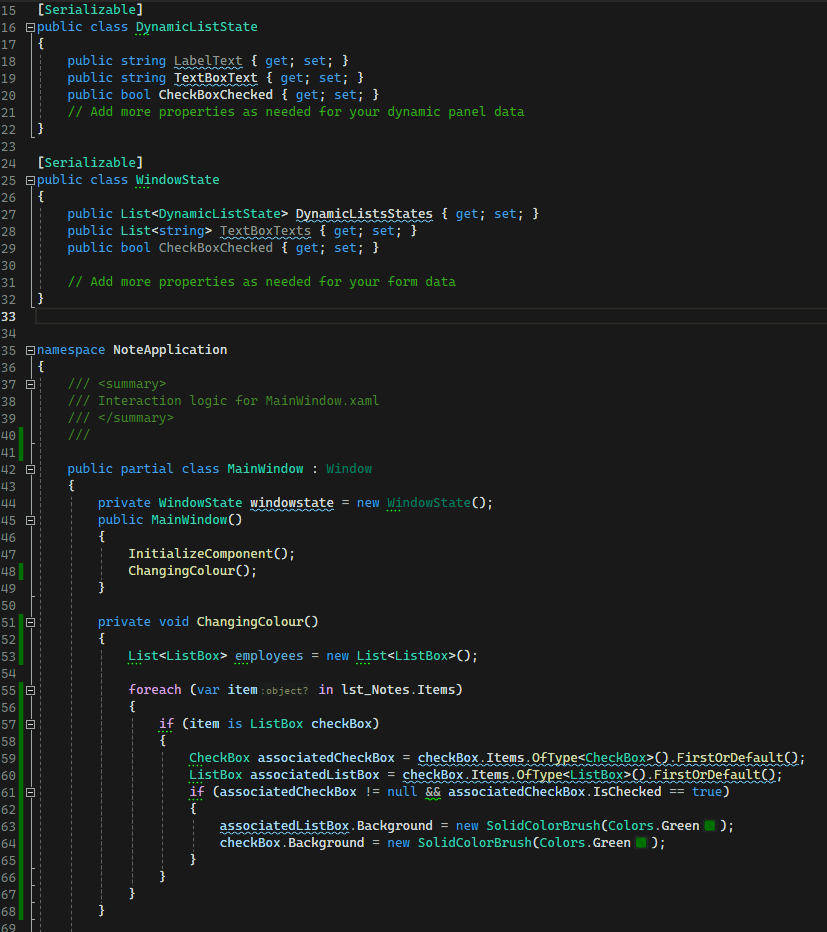 15 [Serializable]
16 public class DynamicListState
17 {
18 public string LabelText { get; set; }
19 public string TextBoxText { get; set; }
20 public bool CheckBoxChecked { get; set; }
21 // Add more properties as needed for your dynamic panel data
22 }
23
24 [Serializable]
25 public class WindowState
26 {
27 public List<DynamicListState> DynamicListsStates { get; set; }
28 public List<string> TextBoxTexts { get; set; }
29 public bool CheckBoxChecked { get; set; }
30
31 // Add more properties as needed for your form data
32 }
33
34
35 namespace NoteApplication
36 {
37 /// <summary>
38 /// Interaction logic for MainWindow.xaml
39 /// </summary>
40 ///
41
42 public partial class MainWindow : Window
43 {
44 private WindowState windowstate = new WindowState();
45 public MainWindow()
46 {
47 InitializeComponent();
48 ChangingColour();
49 }
50
51 private void ChangingColour()
52 {
53 List<ListBox> employees = new List<ListBox>();
54
55 foreach (var item:object? in lst_Notes.Items)
56 {
57 if (item is ListBox checkBox)
58 {
59 CheckBox associatedCheckBox = checkBox.Items.OfType<CheckBox>().FirstOrDefault();
60 ListBox associatedListBox = checkBox.Items.OfType<ListBox>().FirstOrDefault();
61 if (associatedCheckBox != null && associatedCheckBox.IsChecked == true)
62 {
63 associatedListBox.Background = new SolidColorBrush(Colors.Green);
64 checkBox.Background = new SolidColorBrush(Colors.Green);
65 }
66 }
67 }
68 }
69